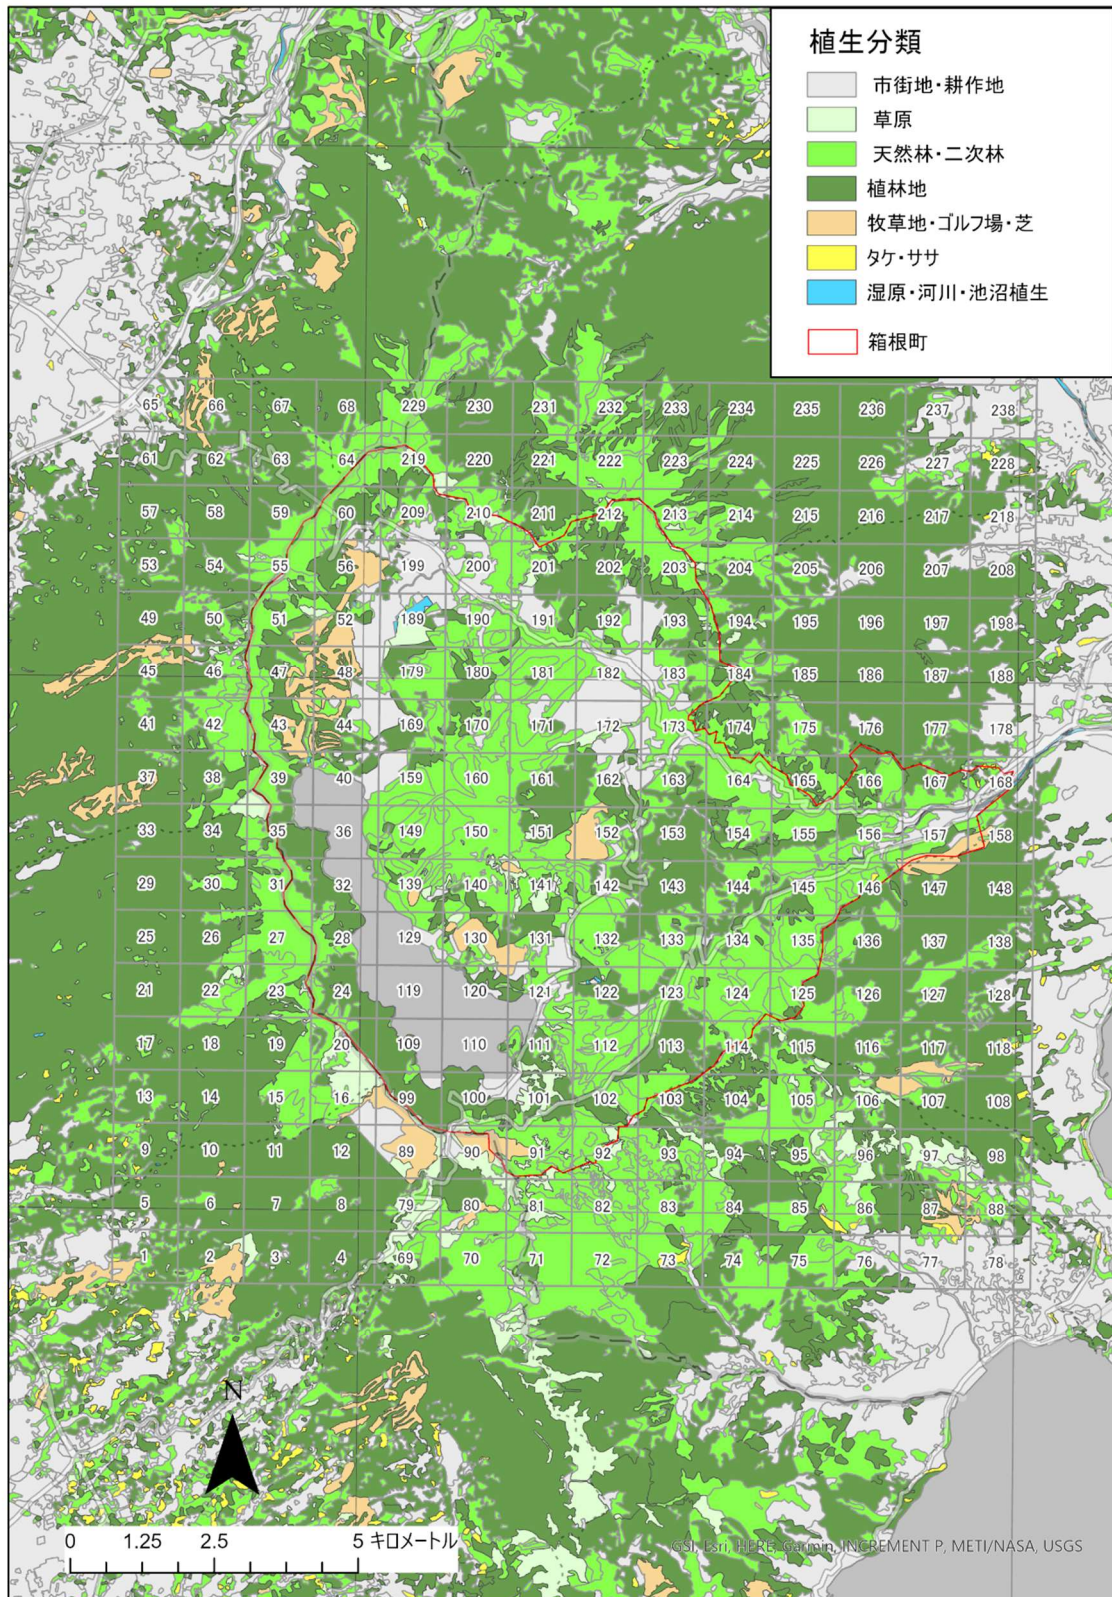 植生分類
市街地・耕作地
草原
天然林・二次林
植林地
牧草地・ゴルフ場・芝
タケ・ササ
湿原・河川・池沼植生
箱根町
65 66 67 68 229 230 231 232 233 234 235 236 237 238
61 62 63 64 219 220 221 222 223 224 225 226 227 228
57 58 59 60 209 210 211 212 213 214 215 216 217 218
53 54 55 56 199 200 201 202 203 204 205 206 207 208
49 50 51 52 189 190 191 192 193 194 195 196 197 198
45 46 47 48 179 180 181 182 183 184 185 186 187 188
41 42 43 44 169 170 171 172 173 174 175 176 177 178
37 38 39 40 159 160 161 162 163 164 165 166 167 168
33 34 35 36 149 150 151 152 153 154 155 156 157 158
29 30 31 32 139 140 141 142 143 144 145 146 147 148
25 26 27 28 129 130 131 132 133 134 135 136 137 138
21 22 23 24 119 120 121 122 123 124 125 126 127 128
17 18 19 20 109 110 111 112 113 114 115 116 117 118
13 14 15 16 99 100 101 102 103 104 105 106 107 108
9 10 11 12 89 90 91 92 93 94 95 96 97 98
5 6 7 8 79 80 81 82 83 84 85 86 87 88
1 2 3 4 69 70 71 72 73 74 75 76 77 78
N
0 1.25 2.5 5 キロメートル
GSI, Esri, HERE, Garmin, INCREMENT P, METI/NASA, USGS